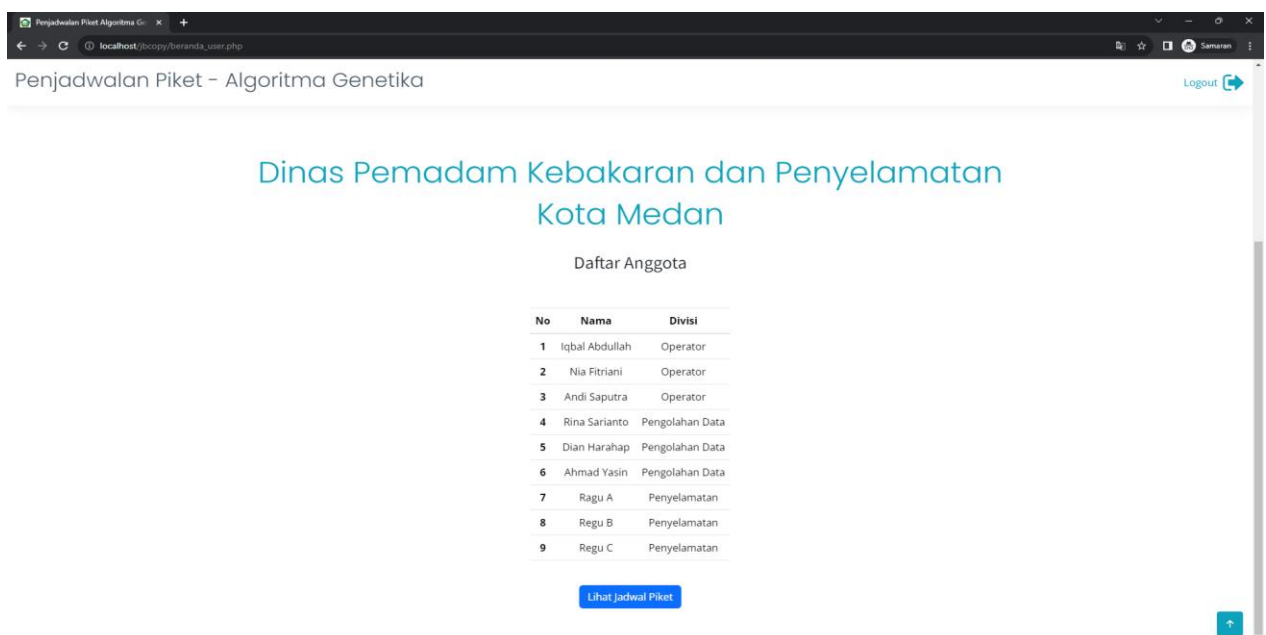 Penjadwalan Piket Algoritma Ge
localhost/jbcopy/beranda_user.php
Samaran
Penjadwalan Piket - Algoritma Genetika
Logout
Dinas Pemadam Kebakaran dan Penyelamatan
Kota Medan
Daftar Anggota
No Nama Divisi
1 Iqbal Abdullah Operator
2 Nia Fitriani Operator
3 Andi Saputra Operator
4 Rina Sarianto Pengolahan Data
5 Dian Harahap Pengolahan Data
6 Ahmad Yasin Pengolahan Data
7 Ragu A Penyelamatan
8 Regu B Penyelamatan
9 Regu C Penyelamatan
Lihat Jadwal Piket